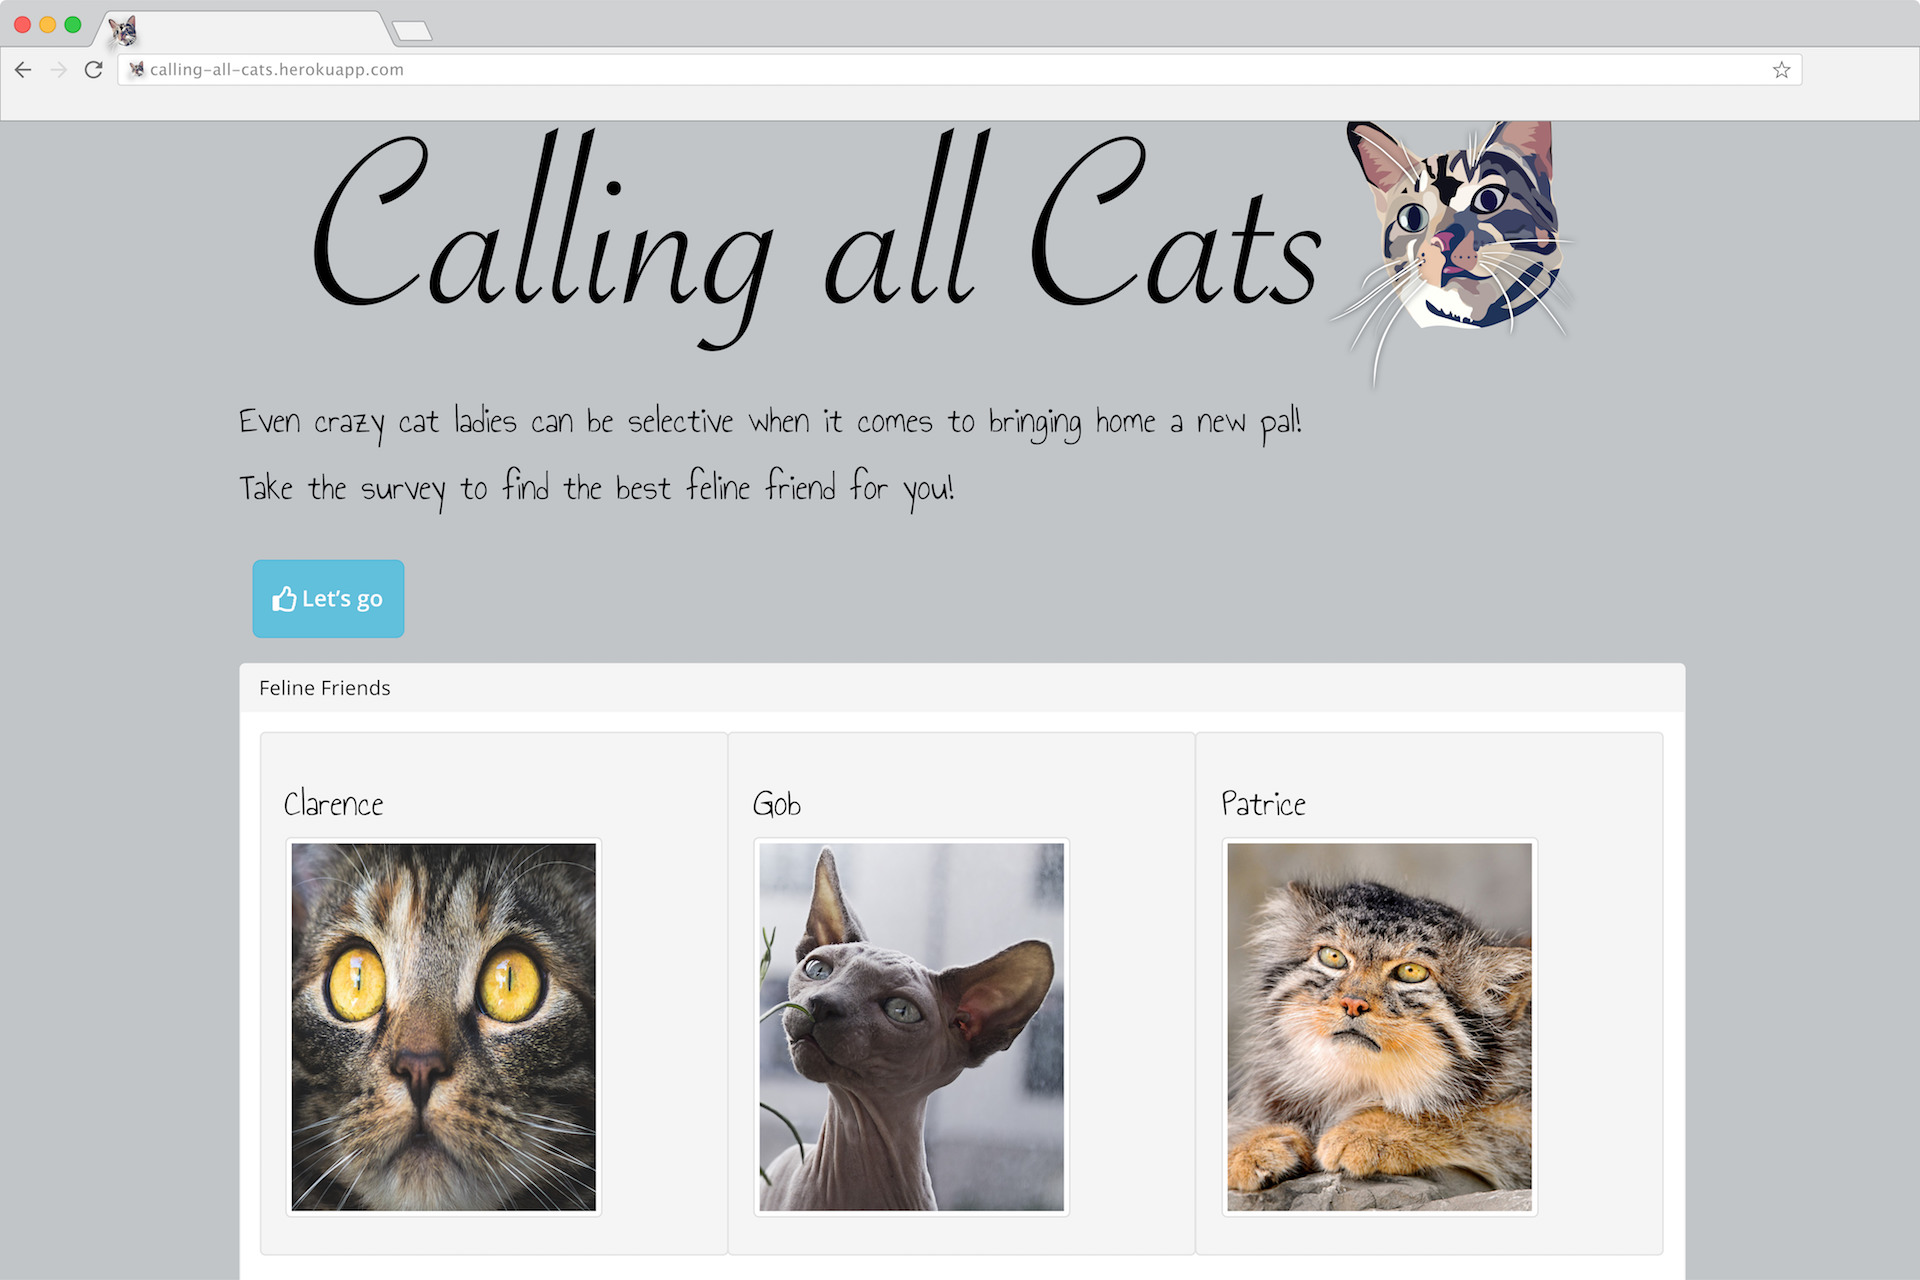 calling-all-cats.herokuapp.com
Calling all Cats
Even crazy cat ladies can be selective when it comes to bringing home a new pal!
Take the survey to find the best feline friend for you!
Let's go
Feline Friends
Clarence
Gob
Patrice